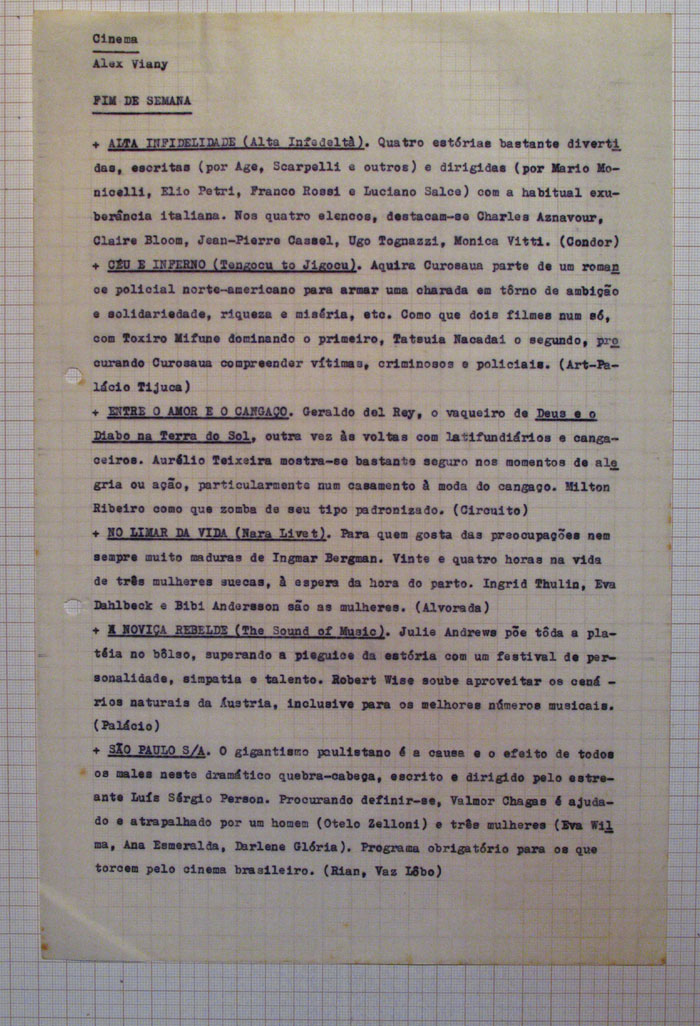 Cinema
Alex Viany
FIM DE SEMANA
+ ALTA INFIDELIDADE (Alta Infedeltà). Quatro estórias bastante diverti
das, escritas (por Age, Scarpelli e outros) e dirigidas (por Mario Mo-
nicelli, Elio Petri, Franco Rossi e Luciano Salce) com a habitual exu-
berância italiana. Nos quatro elencos, destacam-se Charles Aznavour,
Claire Bloom, Jean-Pierre Cassel, Ugo Tognazzi, Monica Vitti. (Condor)
+ CÉU E INFERNO (Tengocu to Jigocu). Aquira Curosaua parte de um roman
ce policial norte-americano para armar uma charada em tôrno de ambição
e solidariedade, riqueza e miséria, etc. Como que dois filmes num só,
com Toxiro Mifune dominando o primeiro, Tatsuia Nacadai o segundo, pro
curando Curosaua compreender vítimas, criminosos e policiais. (Art-Pa-
lácio Tijuca)
+ ENTRE O AMOR E O CANGAÇO. Geraldo del Rey, o vaqueiro de Deus e o
Diabo na Terra do Sol, outra vez às voltas com latifundiários e canga-
ceiros. Aurélio Teixeira mostra-se bastante seguro nos momentos de ale
gria ou ação, particularmente num casamento à moda do cangaço. Milton
Ribeiro como que zomba de seu tipo padronizado. (Circuito)
+ NO LIMAR DA VIDA (Nara Livet). Para quem gosta das preocupações nem
sempre muito maduras de Ingmar Bergman. Vinte e quatro horas na vida
de três mulheres suecas, à espera da hora do parto. Ingrid Thulin, Eva
Dahlbeck e Bibi Andersson são as mulheres. (Alvorada)
+ A NOVIÇA REBELDE (The Sound of Music). Julie Andrews põe tôda a pla-
téia no bôlso, superando a pieguice da estória com um festival de per-
sonalidade, simpatia e talento. Robert Wise soube aproveitar os cená -
rios naturais da Áustria, inclusive para os melhores números musicais.
(Palácio)
+ SÃO PAULO S/A. O gigantismo paulistano é a causa e o efeito de todos
os males neste dramático quebra-cabeça, escrito e dirigido pelo estre-
ante Luís Sérgio Person. Procurando definir-se, Valmor Chagas é ajuda-
do e atrapalhado por um homem (Otelo Zelloni) e três mulheres (Eva Wil
ma, Ana Esmeralda, Darlene Glória). Programa obrigatório para os que
torcem pelo cinema brasileiro. (Rian, Vaz Lôbo)